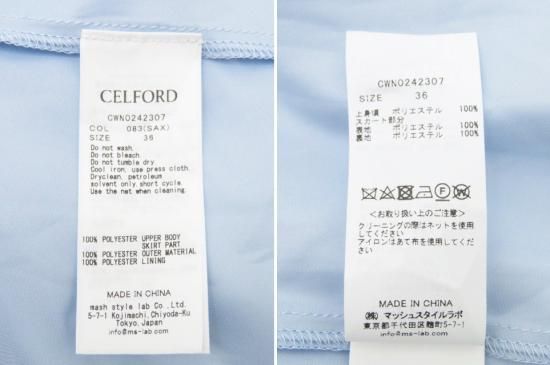 CELFORD
CWNO242307
COL 083(SAX)
SIZE 36
Do not wash.
Do not bleach.
Do not tumble dry
Cool iron, use press cloth.
Dryclean, petroleum
solvent only,short cycle.
Use the net when cleaning.
100% POLYESTER UPPER BODY
SKIRT PART
100% POLYESTER OUTER MATERIAL
100% POLYESTER LINING
MADE IN CHINA
mash style lab Co.,Ltd.
5-7-1 Kojimachi,Chiyoda-Ku
Tokyo,Japan
info@ms-lab.com
CWNO242307
SIZE 36
上身頃 ポリエステル 100%
スカート部分
表地 ポリエステル 100%
裏地 ポリエステル 100%
<お取り扱い上のご注意>
クリーニングの際はネットを使用
してください
アイロンはあて布を使用してください
MADE IN CHINA
(株) マッシュスタイルラボ
東京都千代田区麹町5-7-1
info@ms-lab.com